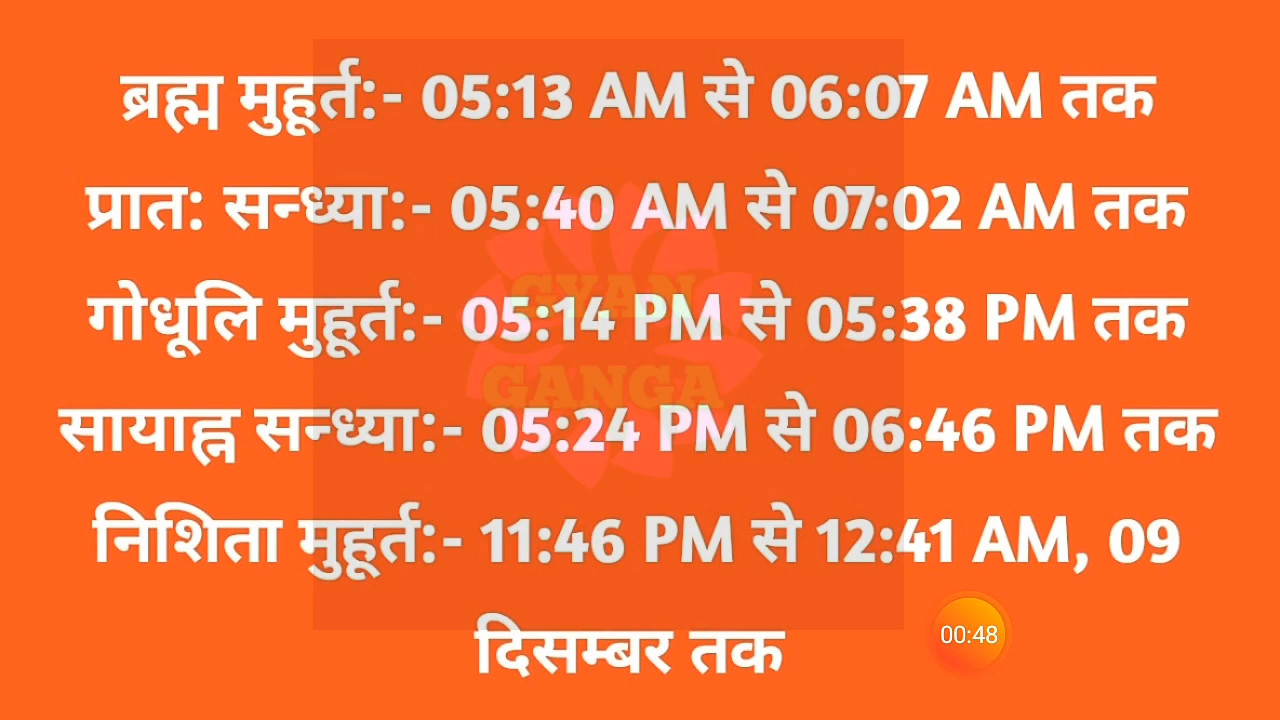 ब्रह्म मुहूर्त:- 05:13 AM से 06:07 AM तक
प्रात: सन्ध्या:- 05:40 AM से 07:02 AM तक
गोधूलि मुहूर्त:- 05:14 PM से 05:38 PM तक
GYAN
GANGA
सायाह्न सन्ध्या:- 05:24 PM से 06:46 PM तक
निशिता मुहूर्त:- 11:46 PM से 12:41 AM, 09
दिसम्बर तक
00:48